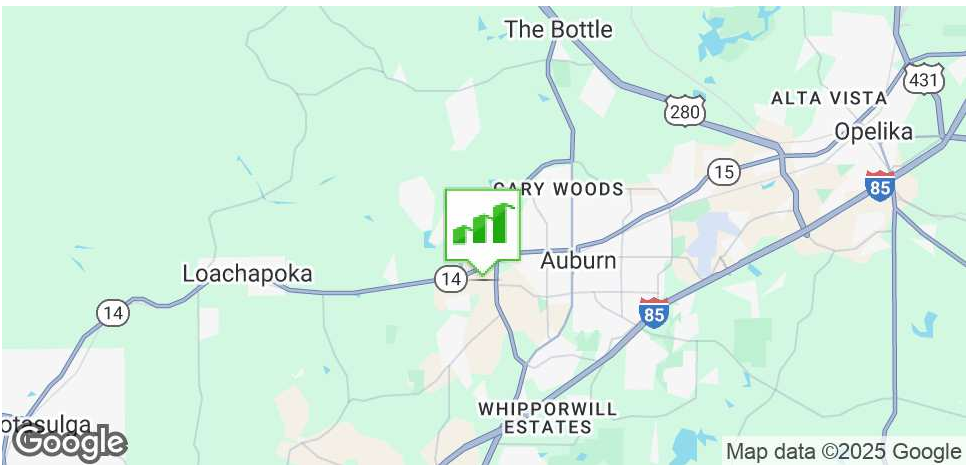 The Bottle
431
280
ALTA VISTA
Opelika
15
CARY WOODS
85
Auburn
Loachapoka
14
14
85
WHIPPORWILL
ESTATES
otasulga
Google
Map data ©2025 Google